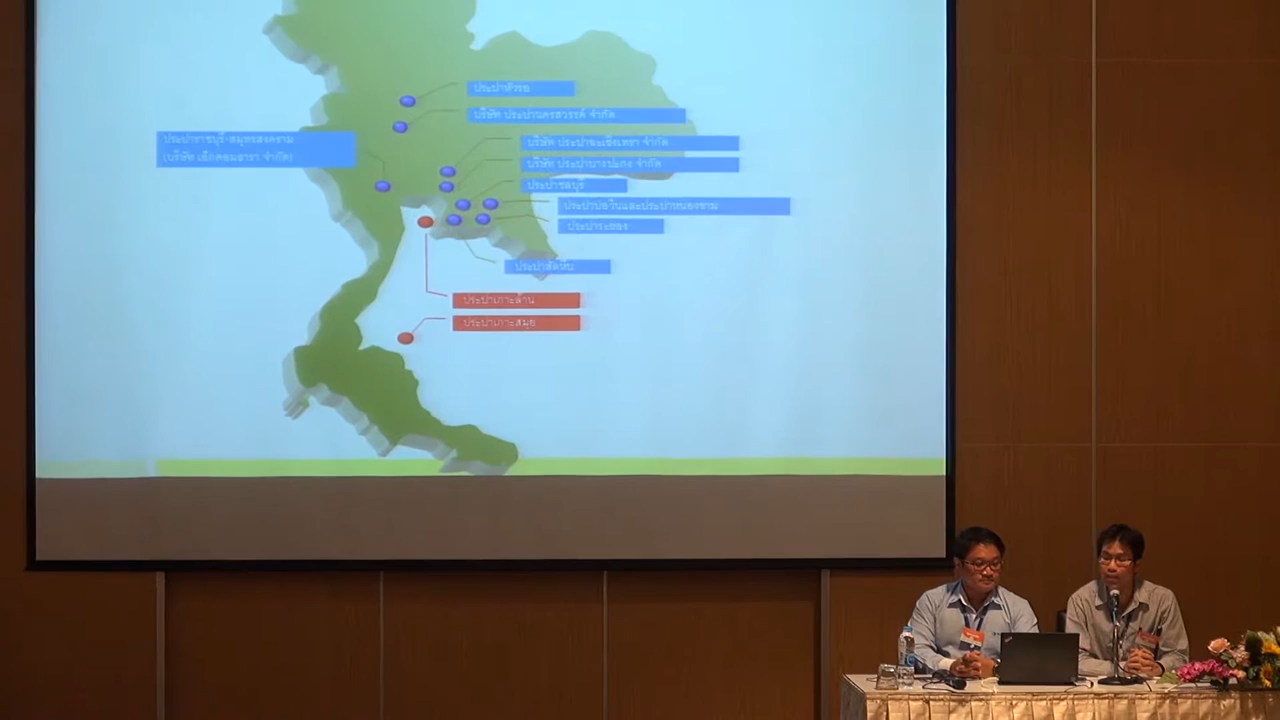 ประปาหัวรอ
บริษัท ประปานครสวรรค์ จำกัด
ประปาราชบุรี-สมุทรสงคราม
(บริษัท เอ็กคอมธารา จำกัด)
บริษัท ประปาฉะเชิงเทรา จำกัด
บริษัท ประปาบางปะกง จำกัด
ประปาชลบุรี
ประปาบ่อวินและประปาหนองขาม
ประปาระยอง
ประปาสัตหีบ
ประปาเกาะล้าน
ประปาเกาะสมุย